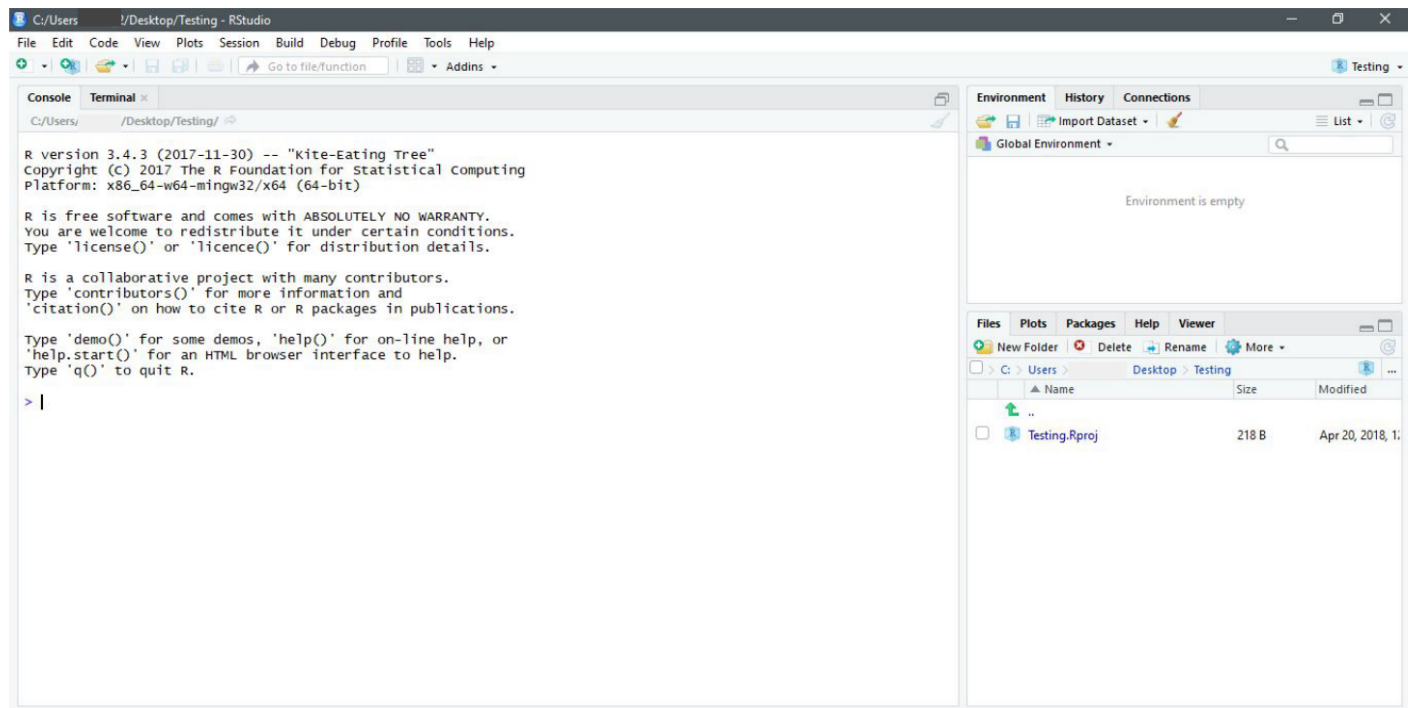 C:/Users 2/Desktop/Testing - RStudio
File Edit Code View Plots Session Build Debug Profile Tools Help
Go to file/function Addins Testing
Console Terminal
C:/Users/ /Desktop/Testing/
R version 3.4.3 (2017-11-30) -- "Kite-Eating Tree"
Copyright (C) 2017 The R Foundation for Statistical Computing
Platform: x86_64-w64-mingw32/x64 (64-bit)
R is free software and comes with ABSOLUTELY NO WARRANTY.
You are welcome to redistribute it under certain conditions.
Type 'license()' or 'licence()' for distribution details.
R is a collaborative project with many contributors.
Type 'contributors()' for more information and
'citation()' on how to cite R or R packages in publications.
Type 'demo()' for some demos, 'help()' for on-line help, or
'help.start()' for an HTML browser interface to help.
Type 'q()' to quit R.
>
Environment History Connections
Import Dataset List
Global Environment
Environment is empty
Files Plots Packages Help Viewer
New Folder Delete Rename More
C: > Users > Desktop > Testing ...
Name Size Modified
..
Testing.Rproj 218 B Apr 20, 2018, 1